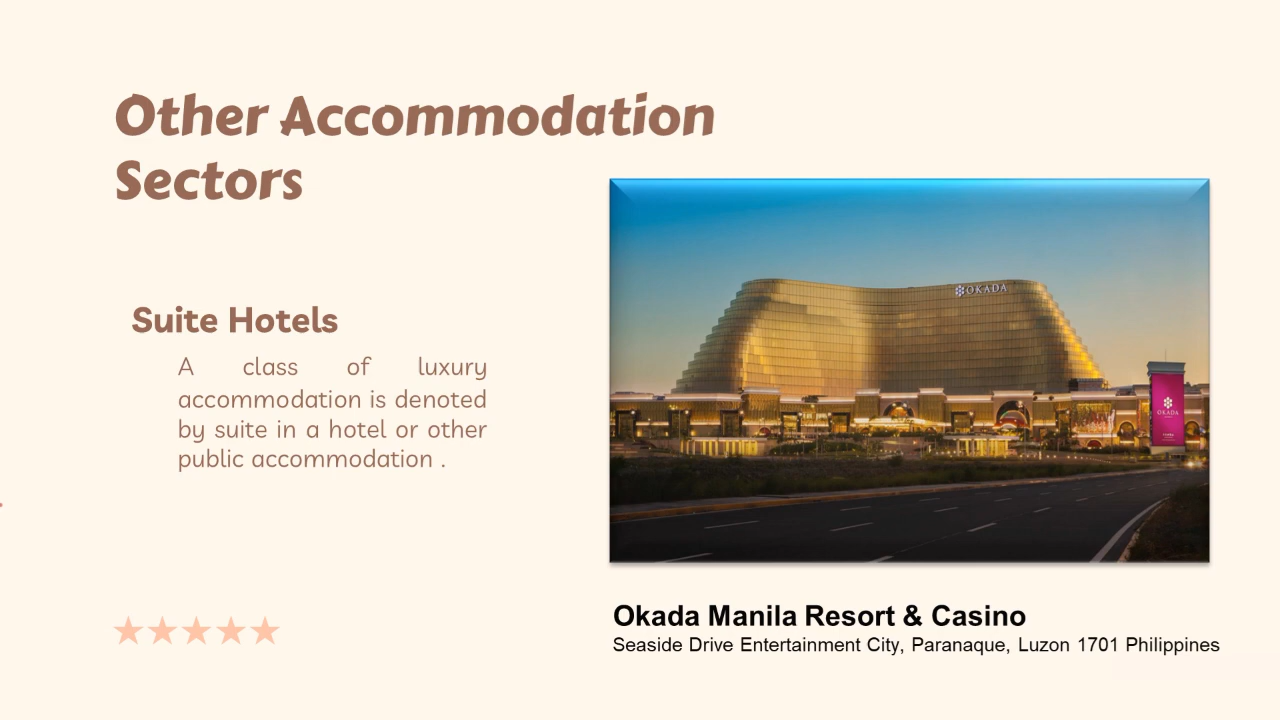 Other Accommodation
Sectors
Suite Hotels
A class of luxury
accommodation is denoted
by suite in a hotel or other
public accommodation .
OKADA
OKADA
Okada Manila Resort & Casino
Seaside Drive Entertainment City, Paranaque, Luzon 1701 Philippines